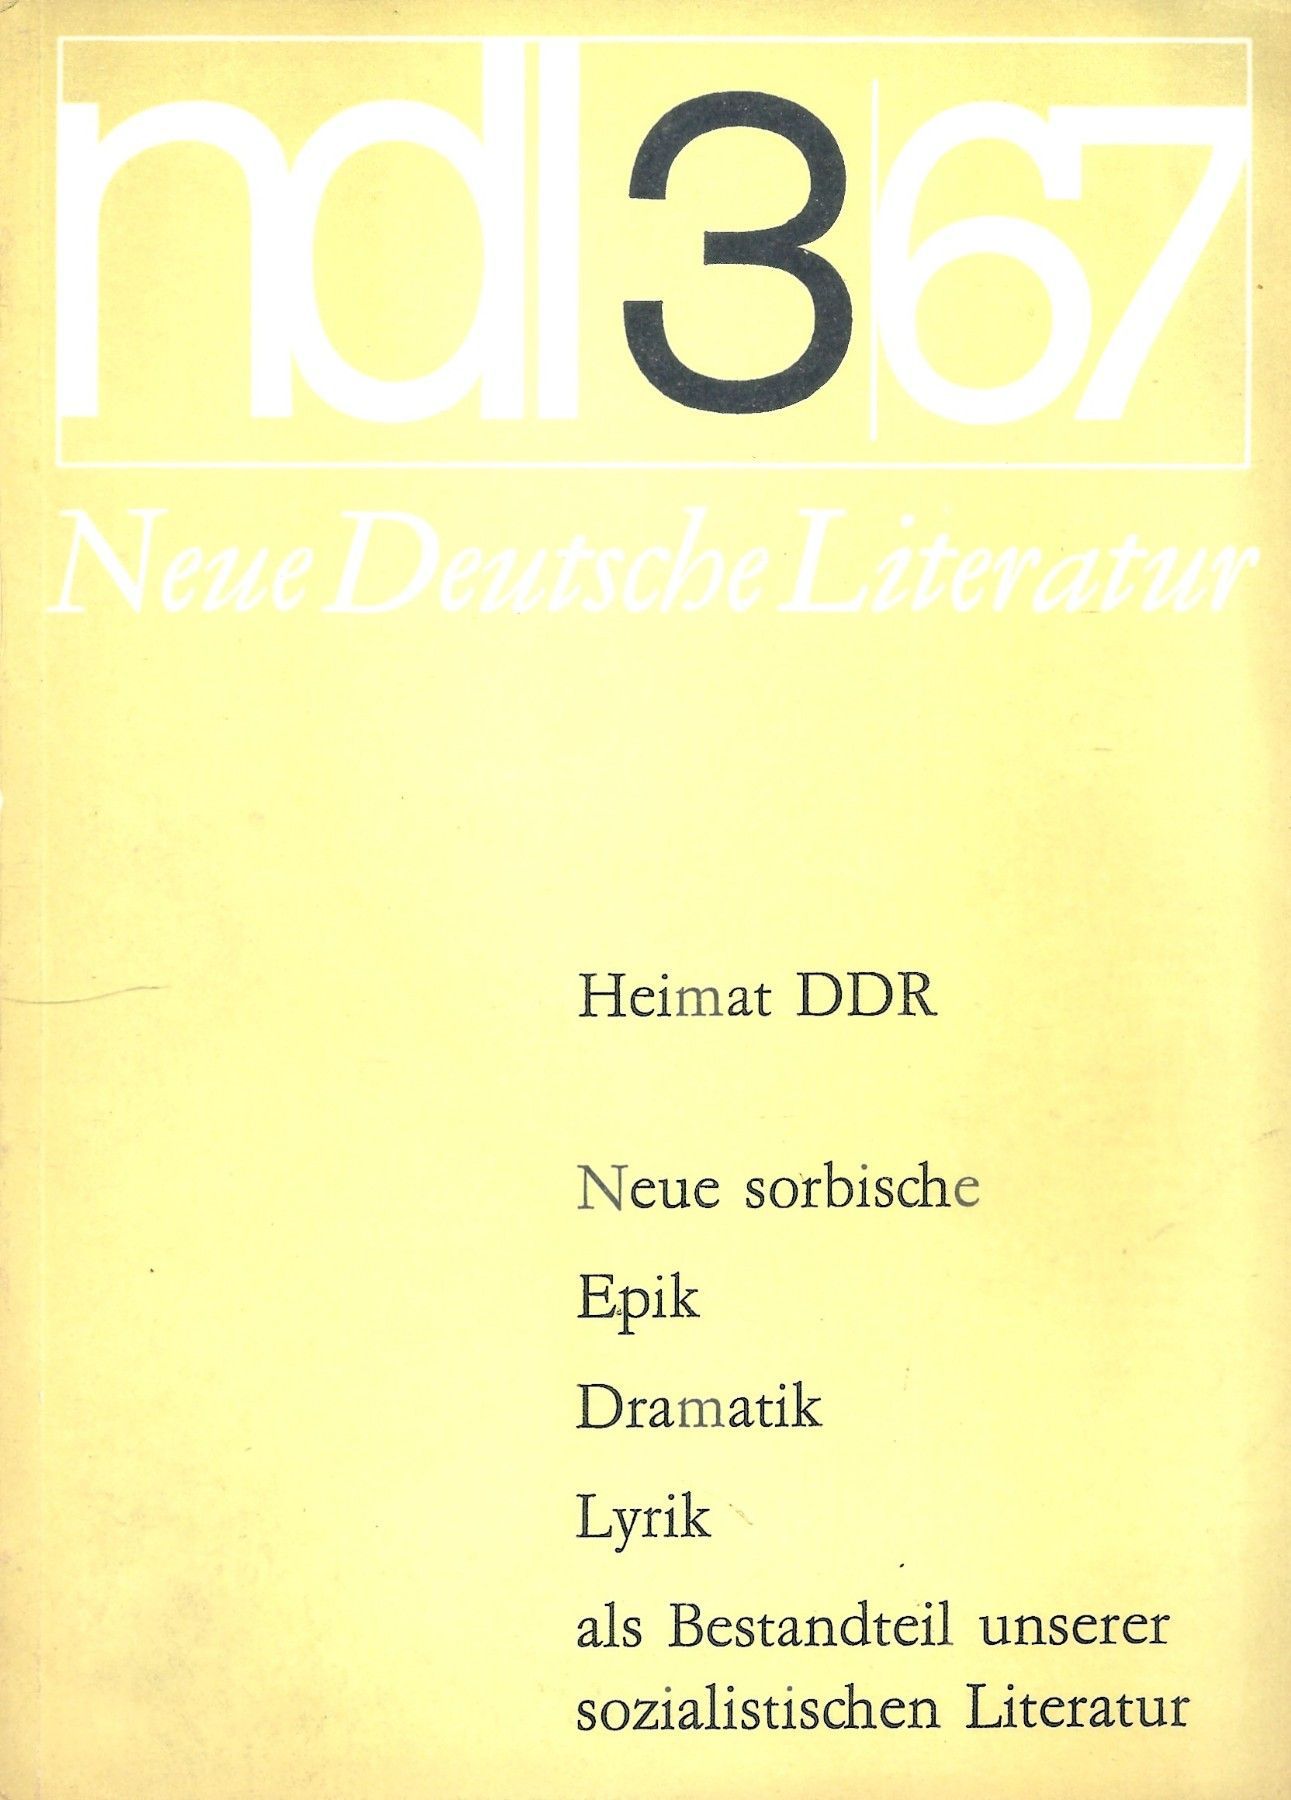 ndl 3|67
Neue Deutsche Literatur
Heimat DDR
Neue sorbische
Epik
Dramatik
Lyrik
als Bestandteil unserer
sozialistischen Literatur